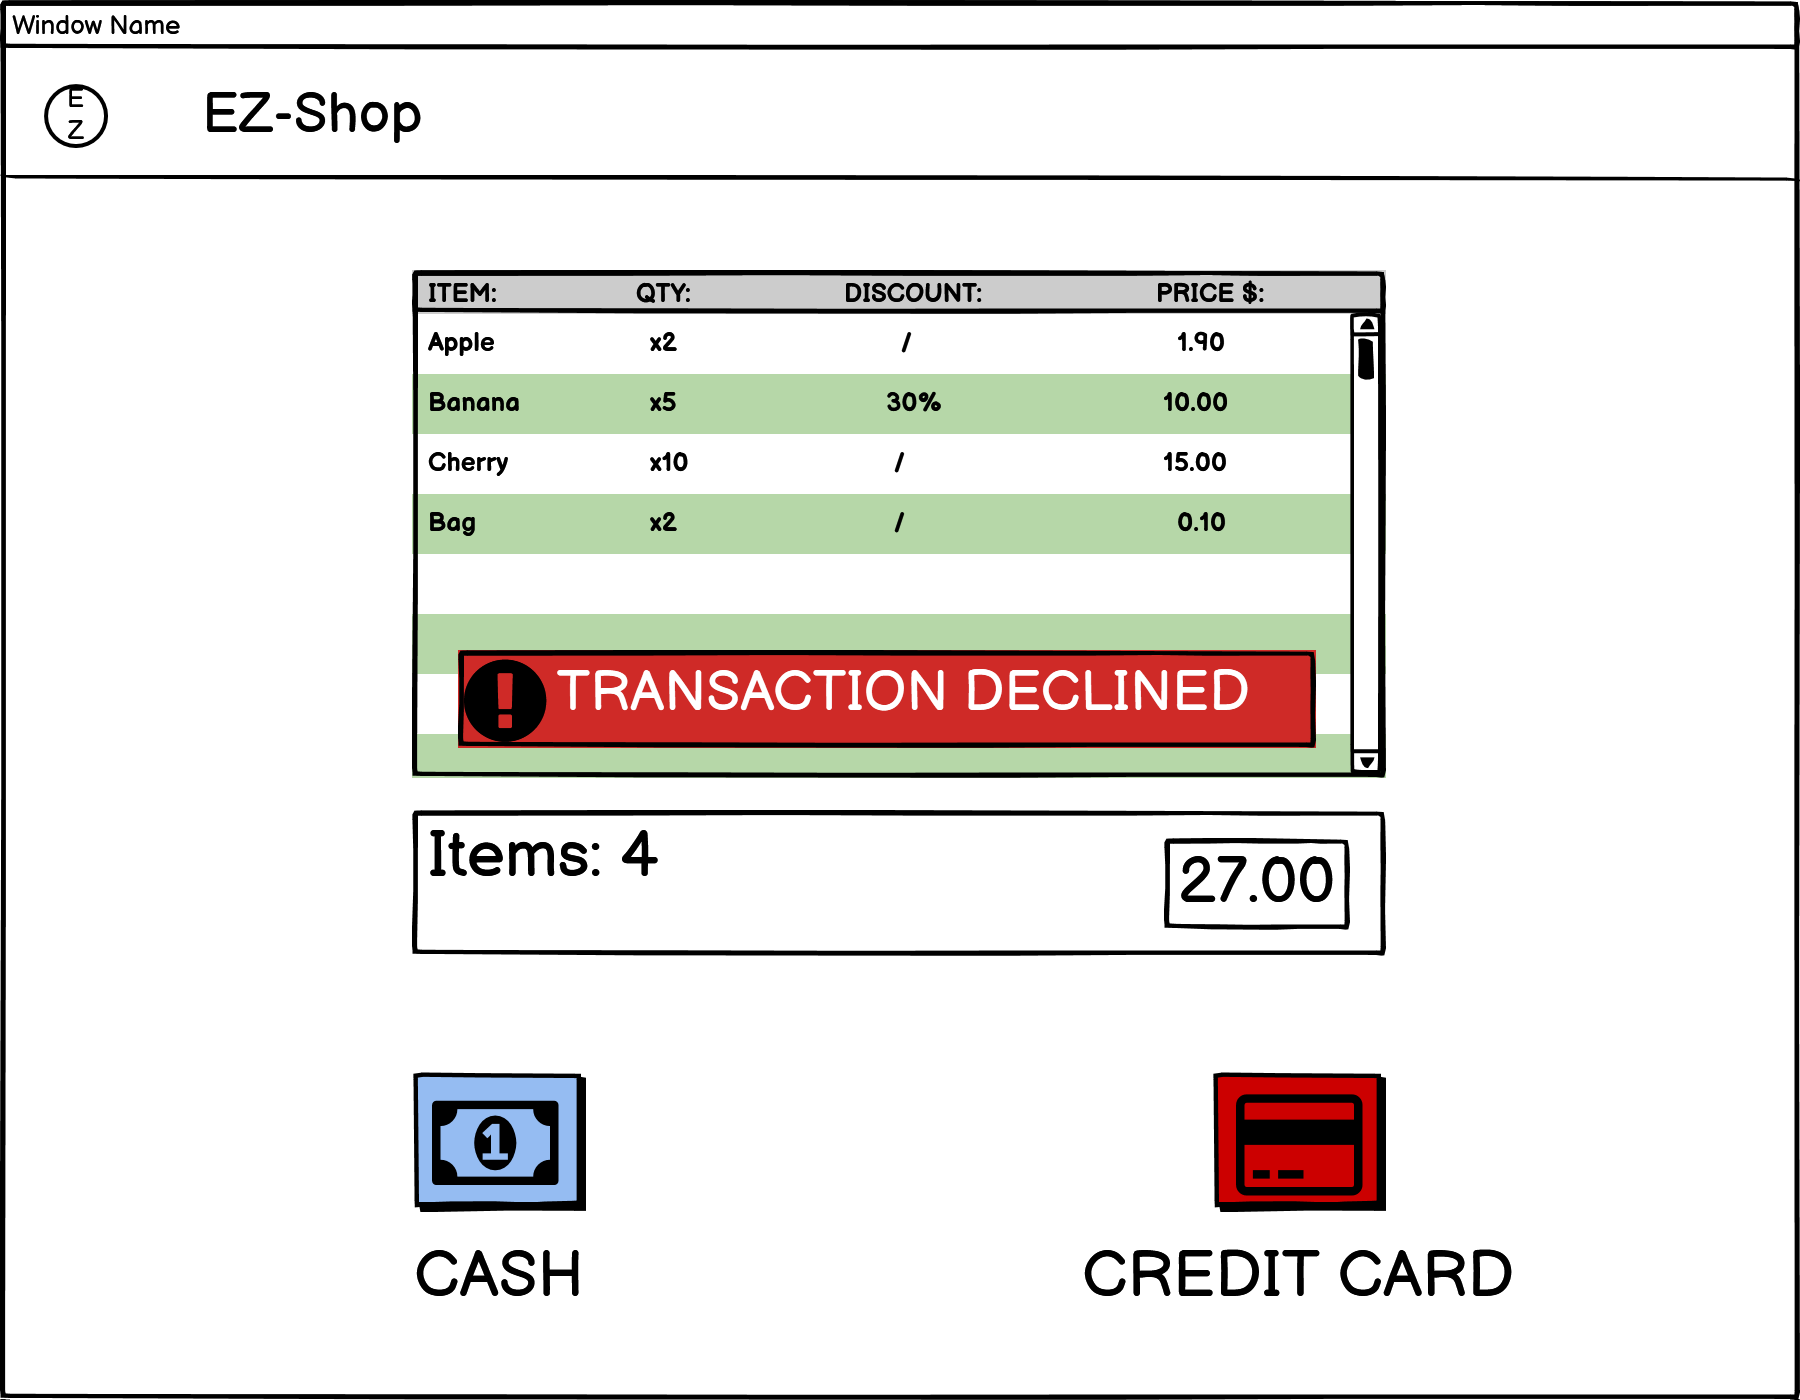 Window Name
E
Z
EZ-Shop
ITEM: QTY: DISCOUNT: PRICE $:
Apple x2 / 1.90
Banana x5 30% 10.00
Cherry x10 / 15.00
Bag x2 / 0.10
! TRANSACTION DECLINED
Items: 4
27.00
1
CASH
CREDIT CARD